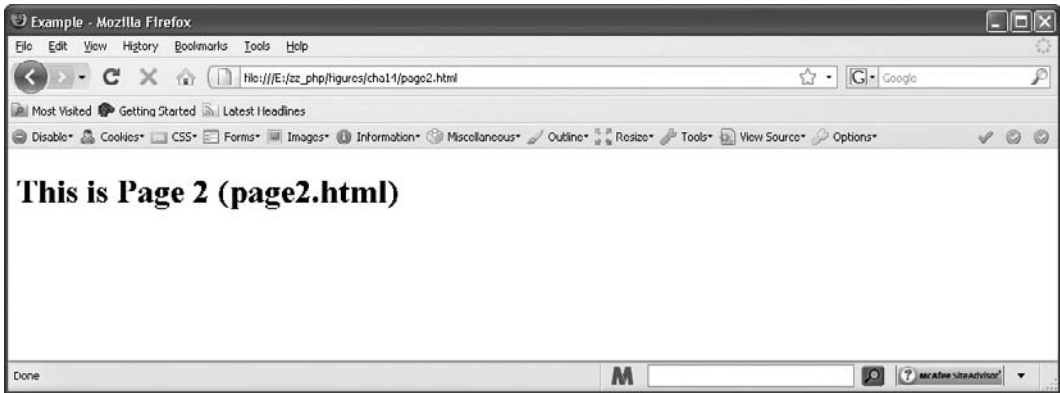 Example - Mozilla Firefox
File Edit View History Bookmarks Tools Help
file:///E:/zz_php/figures/cha14/page2.html G Google
Most Visited Getting Started Latest Headlines
Disable Cookies CSS Forms Images Information Miscellaneous Outline Resize Tools View Source Options
This is Page 2 (page2.html)
Done M McAfee SiteAdvisor